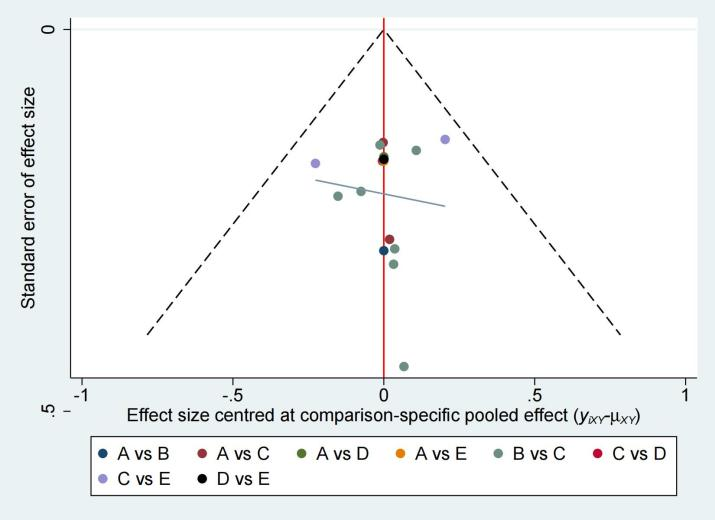 0
Standard error of effect size
.5
-1 -.5 0 .5 1
Effect size centred at comparison-specific pooled effect (yiXY-μXY)
A vs B A vs C A vs D A vs E B vs C C vs D
C vs E D vs E